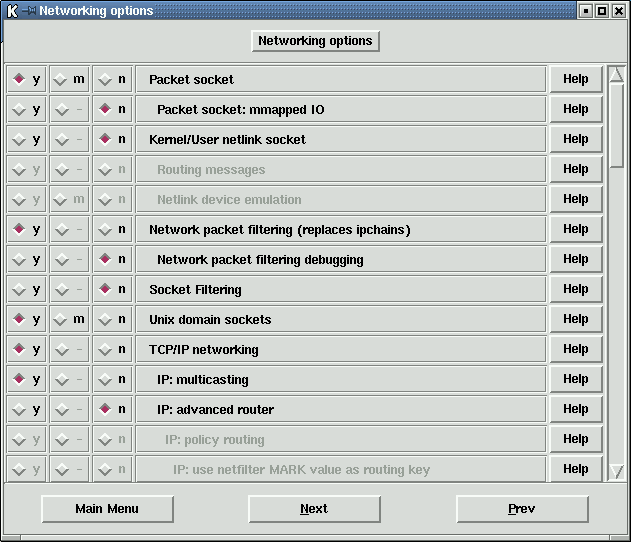 K Networking options
Networking options
y m n Packet socket Help
y - n Packet socket: mmapped IO Help
y - n Kernel/User netlink socket Help
y - n Routing messages Help
y m n Netlink device emulation Help
y - n Network packet filtering (replaces ipchains) Help
y - n Network packet filtering debugging Help
y - n Socket Filtering Help
y m n Unix domain sockets Help
y - n TCP/IP networking Help
y - n IP: multicasting Help
y - n IP: advanced router Help
y - n IP: policy routing Help
y - n IP: use netfilter MARK value as routing key Help
Main Menu Next Prev